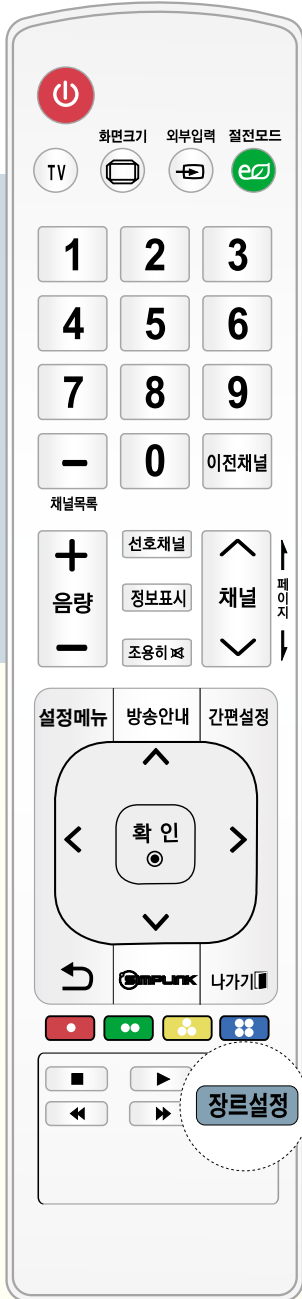 화면크기 외부입력 절전모드
TV
1 2 3
4 5 6
7 8 9
- 0 이전채널
채널목록
선호채널
+ 음량 -
정보표시
채널
페이지
조용히
설정메뉴 방송안내 간편설정
확인
SIMPLINK 나가기
장르설정